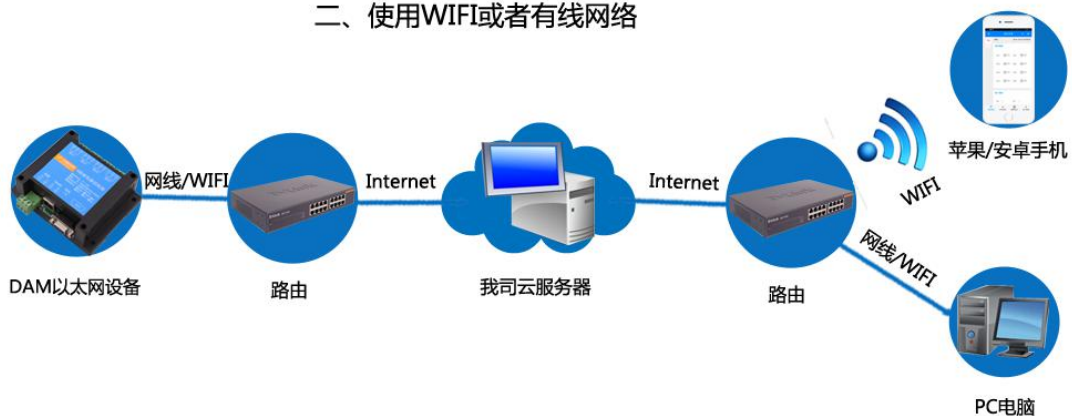 二、使用WIFI或者有线网络
苹果/安卓手机
WIFI
网线/WIFI
Internet
Internet
网线/WIFI
DAM以太网设备
路由
我司云服务器
路由
PC电脑